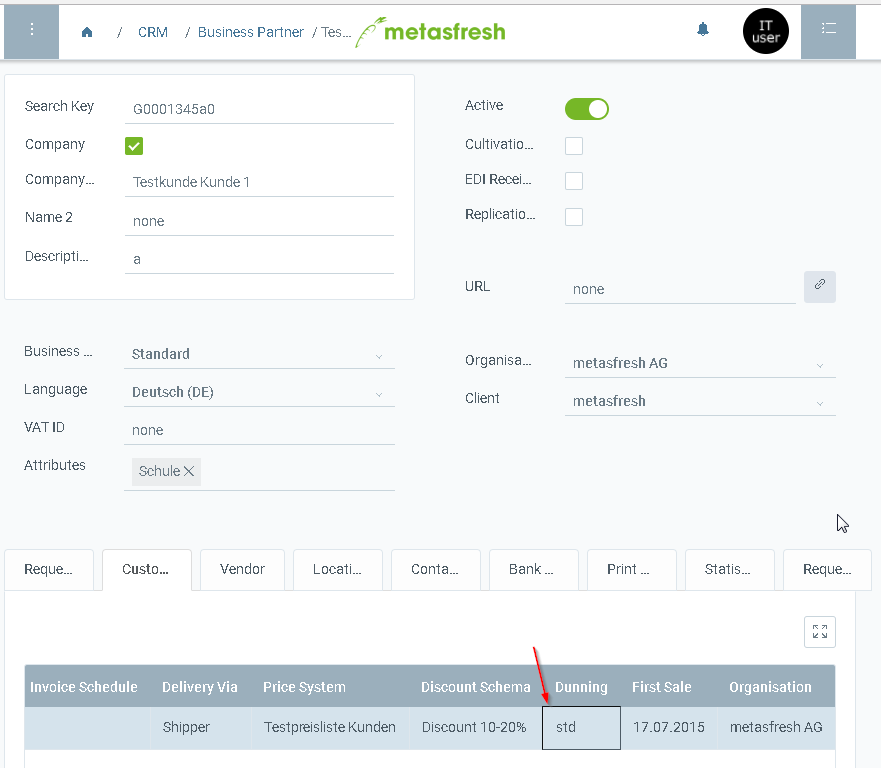 / CRM / Business Partner / Tes... metasfresh
IT
user
Search Key G0001345a0
Company
Company... Testkunde Kunde 1
Name 2 none
Descripti... a
Active
Cultivatio...
EDI Recei...
Replicatio...
URL none
Business ... Standard
Language Deutsch (DE)
VAT ID none
Attributes Schule
Organisa... metasfresh AG
Client metasfresh
Reque... Custo... Vendor Locati... Conta... Bank ... Print ... Statis... Reque...
Invoice Schedule Delivery Via Price System Discount Schema Dunning First Sale Organisation
Shipper Testpreisliste Kunden Discount 10-20% std 17.07.2015 metasfresh AG